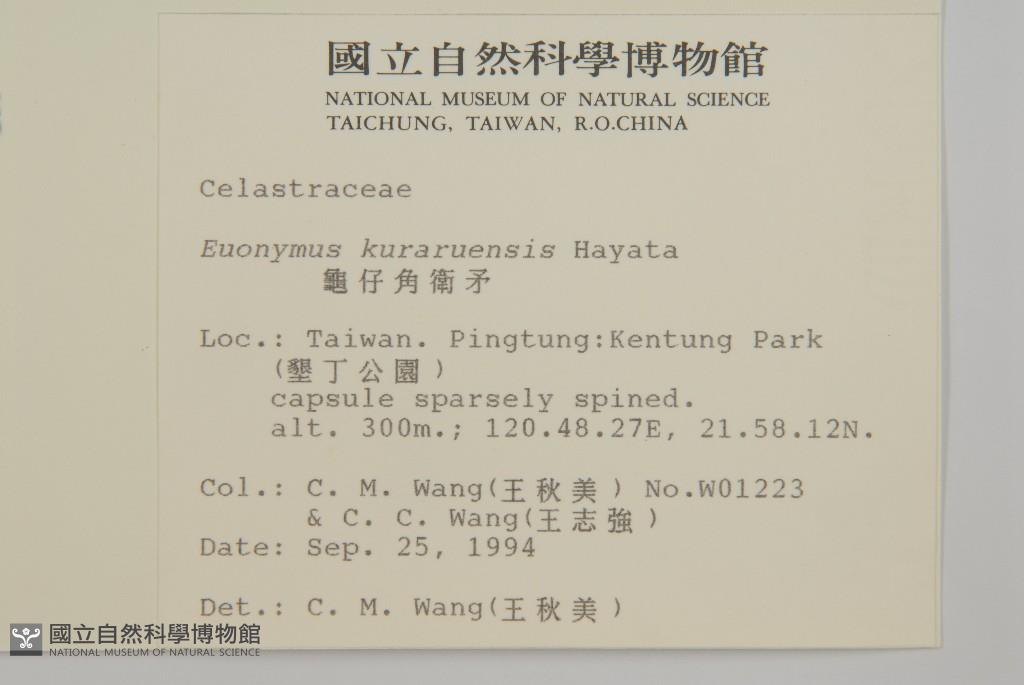 國立自然科學博物館
NATIONAL MUSEUM OF NATURAL SCIENCE
TAICHUNG, TAIWAN, R.O.CHINA
Celastraceae
Euonymus kuraruensis Hayata
龜仔角衛矛
Loc.: Taiwan. Pingtung:Kentung Park
(墾丁公園)
capsule sparsely spined.
alt. 300m.; 120.48.27E, 21.58.12N.
Col.: C. M. Wang(王秋美) No.W01223
& C. C. Wang(王志強)
Date: Sep. 25, 1994
Det.: C. M. Wang(王秋美)
國立自然科學博物館
NATIONAL MUSEUM OF NATURAL SCIENCE